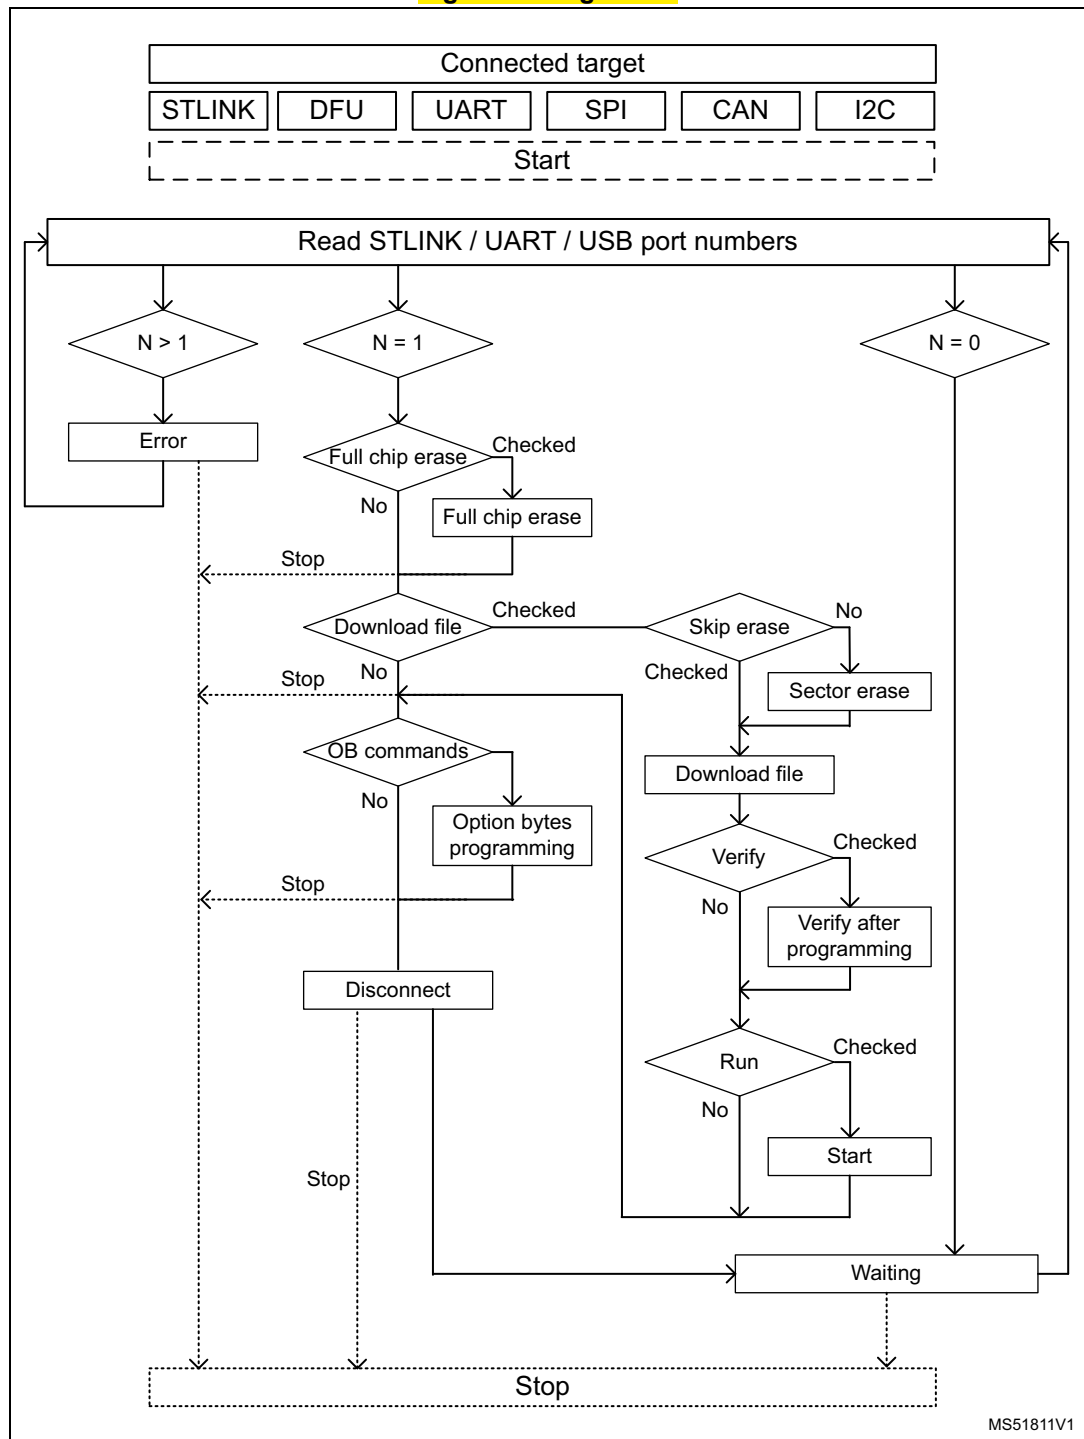 Connected target
STLINK
DFU
UART
SPI
CAN
I2C
Start
Read STLINK / UART / USB port numbers
N > 1
N = 1
N = 0
Error
Full chip erase
Checked
No
Full chip erase
Stop
Download file
Checked
Skip erase
No
No
Checked
Stop
Sector erase
OB commands
Download file
No
Option bytes
programming
Verify
Checked
Stop
No
Verify after
programming
Disconnect
Run
Checked
No
Start
Stop
Waiting
Stop
MS51811V1